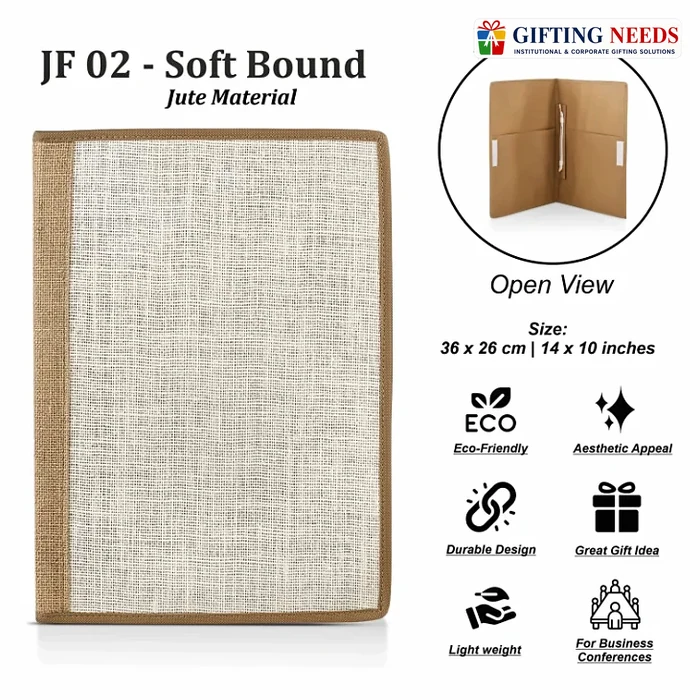 JF 02 - Soft Bound
Jute Material
GIFTING NEEDS
INSTITUTIONAL & CORPORATE GIFTING SOLUTIONS
Open View
Size:
36 x 26 cm | 14 x 10 inches
ECO
Eco-Friendly
Aesthetic Appeal
Durable Design
Great Gift Idea
Light weight
For Business
Conferences